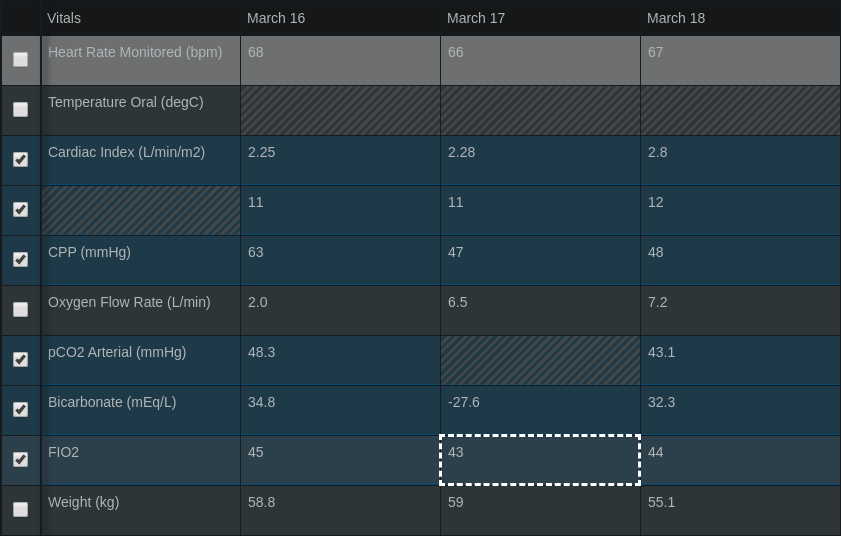 Vitals March 16 March 17 March 18
Heart Rate Monitored (bpm) 68 66 67
Temperature Oral (degC)
Cardiac Index (L/min/m2) 2.25 2.28 2.8
11 11 12
CPP (mmHg) 63 47 48
Oxygen Flow Rate (L/min) 2.0 6.5 7.2
pCO2 Arterial (mmHg) 48.3 43.1
Bicarbonate (mEq/L) 34.8 -27.6 32.3
FIO2 45 43 44
Weight (kg) 58.8 59 55.1